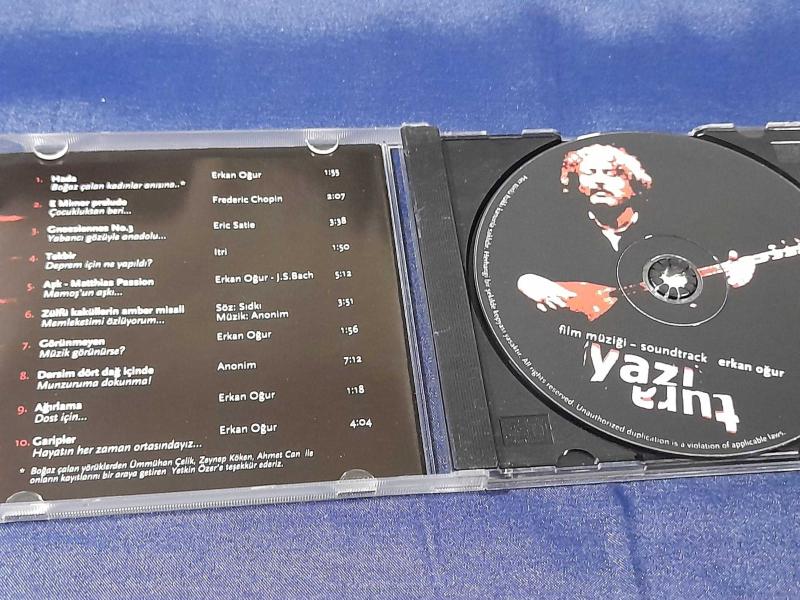 1. Hada Erkan Oğur 1:55
Boğaz çalan kadınlar anısına..*
2. E Minner prelude Frederic Chopin 2:07
Çocukluktan beri...
3. Gnossiennes No.3 Eric Satie 3:38
Yabancı gözüyle anadolu...
4. Tekbir Itri 1:50
Deprem için ne yapıldı?
5. Aşk - Matthias Passion Erkan Oğur - J.S.Bach 5:12
Memoş'un aşkı...
6. Zülfü kaküllerin amber misali Söz: Sıdkı 3:51
Memleketimi özlüyorum... Müzik: Anonim
7. Görünmeyen Erkan Oğur 1:56
Müzik görünürse?
8. Dersim dört dağ içinde Anonim 7:12
Munzuruma dokunma!
9. Ağırlama Erkan Oğur 1:18
Dost için...
10. Garipler Erkan Oğur 4:04
Hayatın her zaman ortasındayız...
* Boğaz çalan yörüklerden Ümmühan Çelik, Zeynep Köken, Ahmet Can ile
onların kayıtlarını bir araya getiren Yetkin Özer'e teşekkür ederiz.
film müziği – soundtrack erkan oğur
yazı
tura
All rights reserved. Unauthorized duplication is a violation of applicable laws.